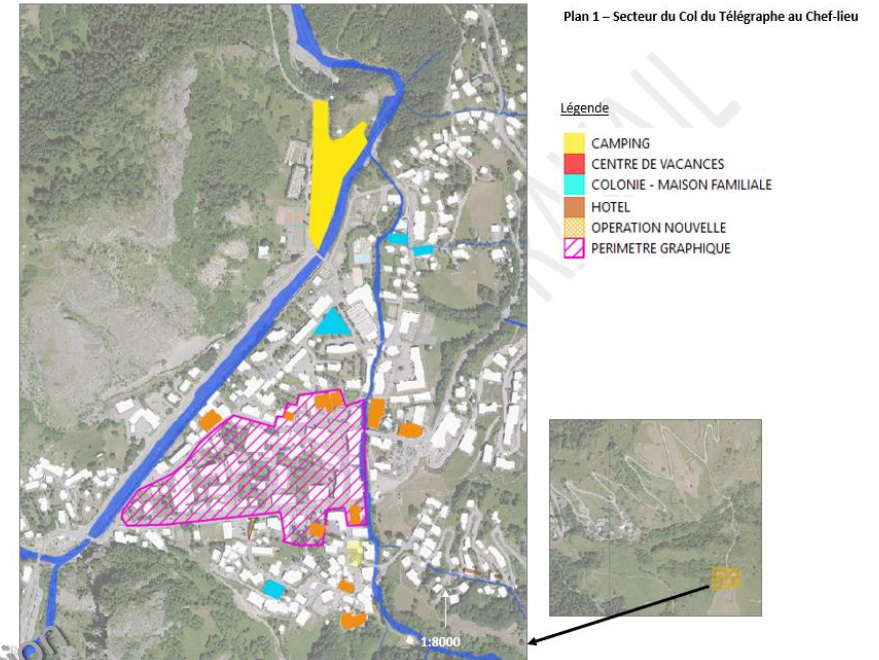 Plan 1 – Secteur du Col du Télégraphe au Chef-lieu
Légende
CAMPING
CENTRE DE VACANCES
COLONIE - MAISON FAMILIALE
HOTEL
OPERATION NOUVELLE
PERIMETRE GRAPHIQUE
1:8000